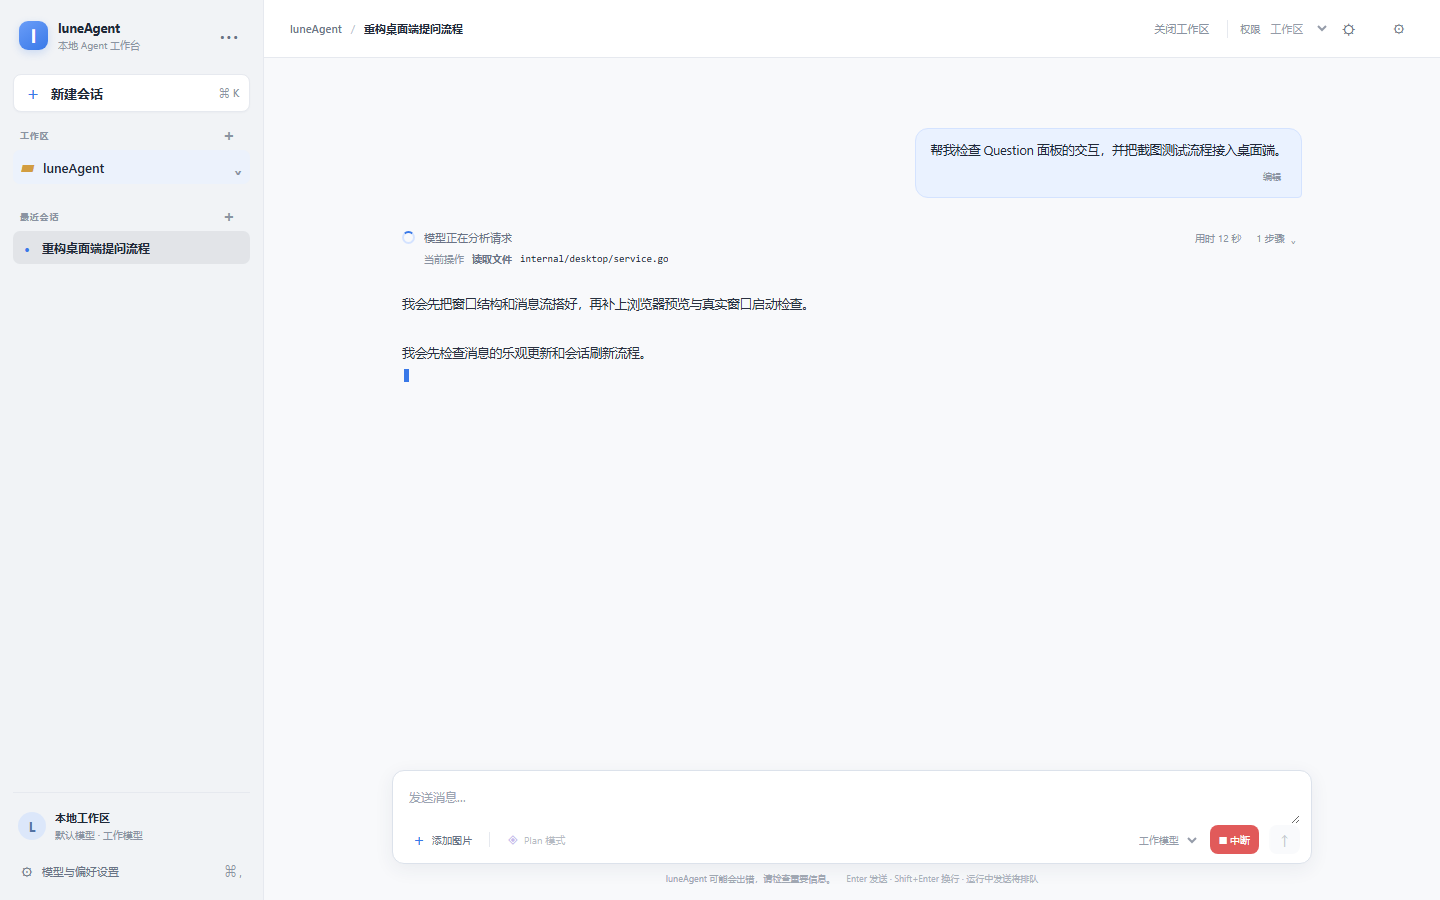 luneAgent
本地 Agent 工作台
新建会话
⌘ K
工作区
luneAgent
最近会话
重构桌面端提问流程
本地工作区
默认模型 · 工作模型
L
模型与偏好设置
⌘ ,
luneAgent / 重构桌面端提问流程
关闭工作区
权限 工作区
帮我检查 Question 面板的交互，并把截图测试流程接入桌面端。
编辑
模型正在分析请求
用时 12 秒 1 步骤
当前操作 读取文件 internal/desktop/service.go
我会先把窗口结构和消息流搭好，再补上浏览器预览与真实窗口启动检查。
我会先检查消息的乐观更新和会话刷新流程。
发送消息...
添加图片
Plan 模式
工作模型
中断
luneAgent 可能会出错，请检查重要信息。 Enter 发送 · Shift+Enter 换行 · 运行中发送将排队